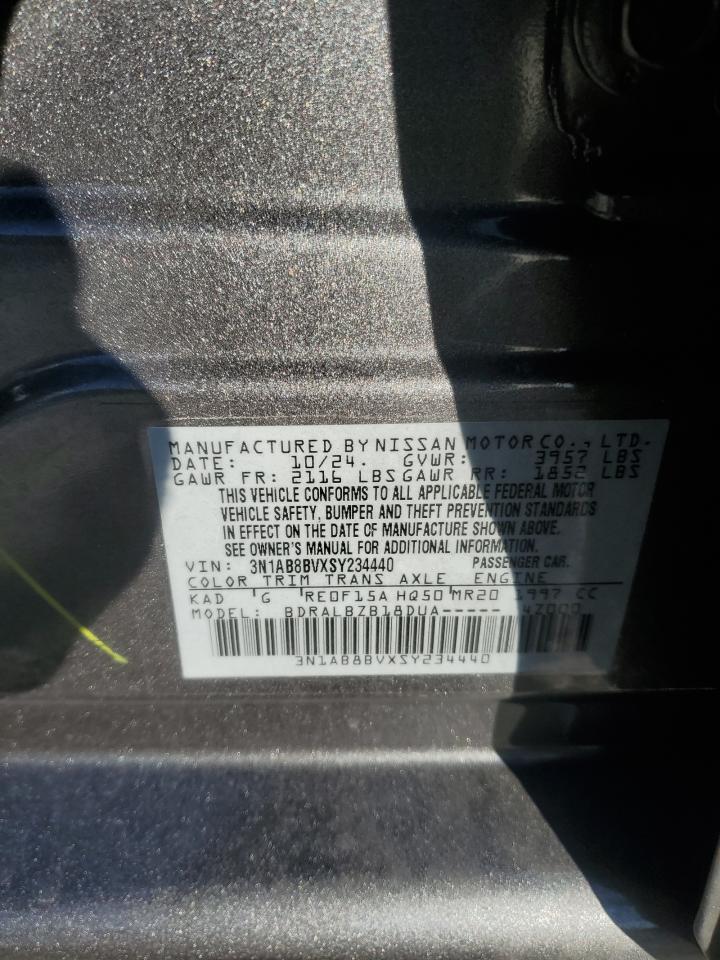 MANUFACTURED BY NISSAN MOTOR CO., LTD.
DATE: 10/24. GVWR: 3957 LBS
GAWR FR: 2116 LBS GAWR RR: 1852 LBS
THIS VEHICLE CONFORMS TO ALL APPLICABLE FEDERAL MOTOR
VEHICLE SAFETY, BUMPER AND THEFT PREVENTION STANDARDS
IN EFFECT ON THE DATE OF MANUFACTURE SHOWN ABOVE.
SEE OWNER'S MANUAL FOR ADDITIONAL INFORMATION.
VIN: 3N1AB8BVXSY234440 PASSENGER CAR.
COLOR TRIM TRANS AXLE ENGINE
KAD G RE0F15A HQ50 MR20 1997 CC
MODEL: BDRALBZB18DUA-----4Z000
3N1AB8BVXSY234440